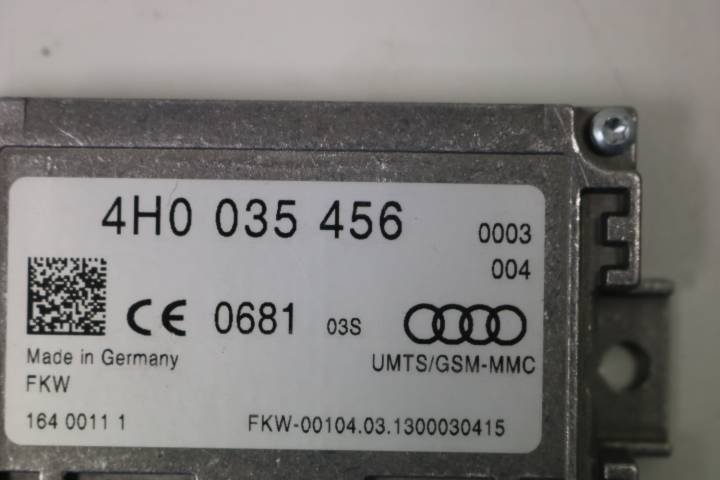 4H0 035 456 0003
004
CE 0681 03S
Made in Germany UMTS/GSM-MMC
FKW
164 0011 1 FKW-00104.03.1300030415